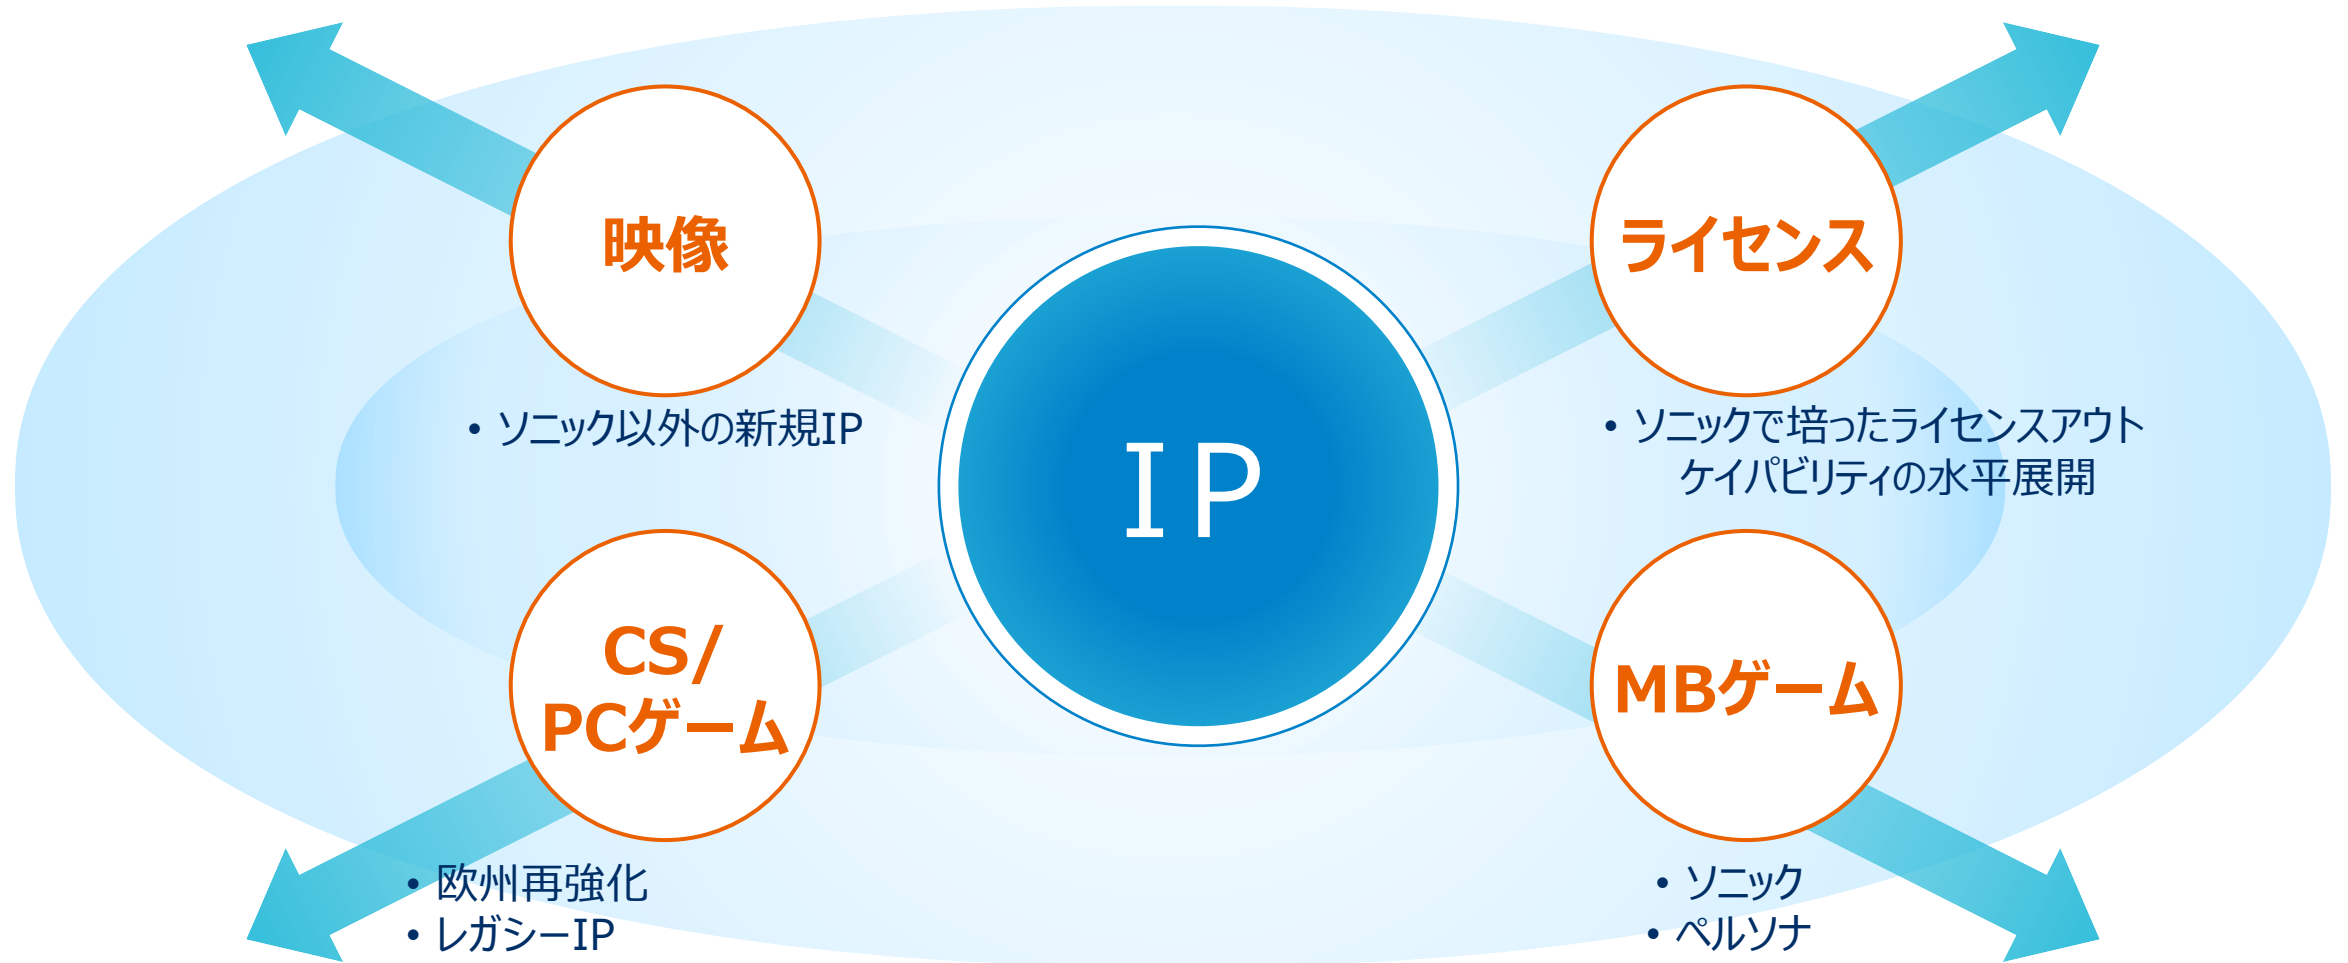 映像
• ソニック以外の新規IP
ライセンス
• ソニックで培ったライセンスアウト
ケイパビリティの水平展開
IP
CS/
PCゲーム
• 欧州再強化
• レガシーIP
MBゲーム
• ソニック
• ペルソナ